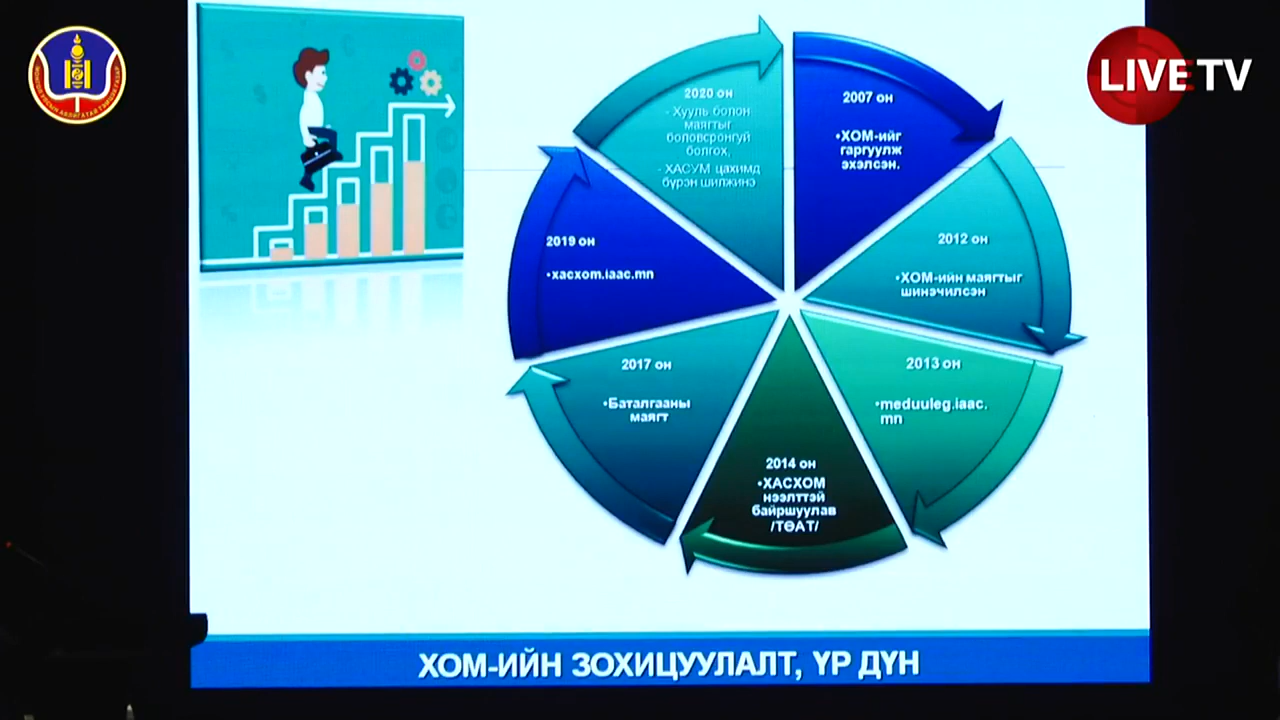 LIVE TV
2020 он
- Хууль болон
маягтыг
боловсронгуй
болгох,
- ХАСУМ цахимд
бүрэн шилжинэ
2007 он
•ХОМ-ийг
гаргуулж
эхэлсэн.
2012 он
•ХОМ-ийн маягтыг
шинэчилсэн
2013 он
•meduuleg.iaac.
mn
2014 он
•ХАСХОМ
нээлттэй
байршуулав
/ТӨАТ/
2017 он
•Баталгааны
маягт
2019 он
•хасхом.iaac.mn
ХОМ-ИЙН ЗОХИЦУУЛАЛТ, ҮР ДҮН